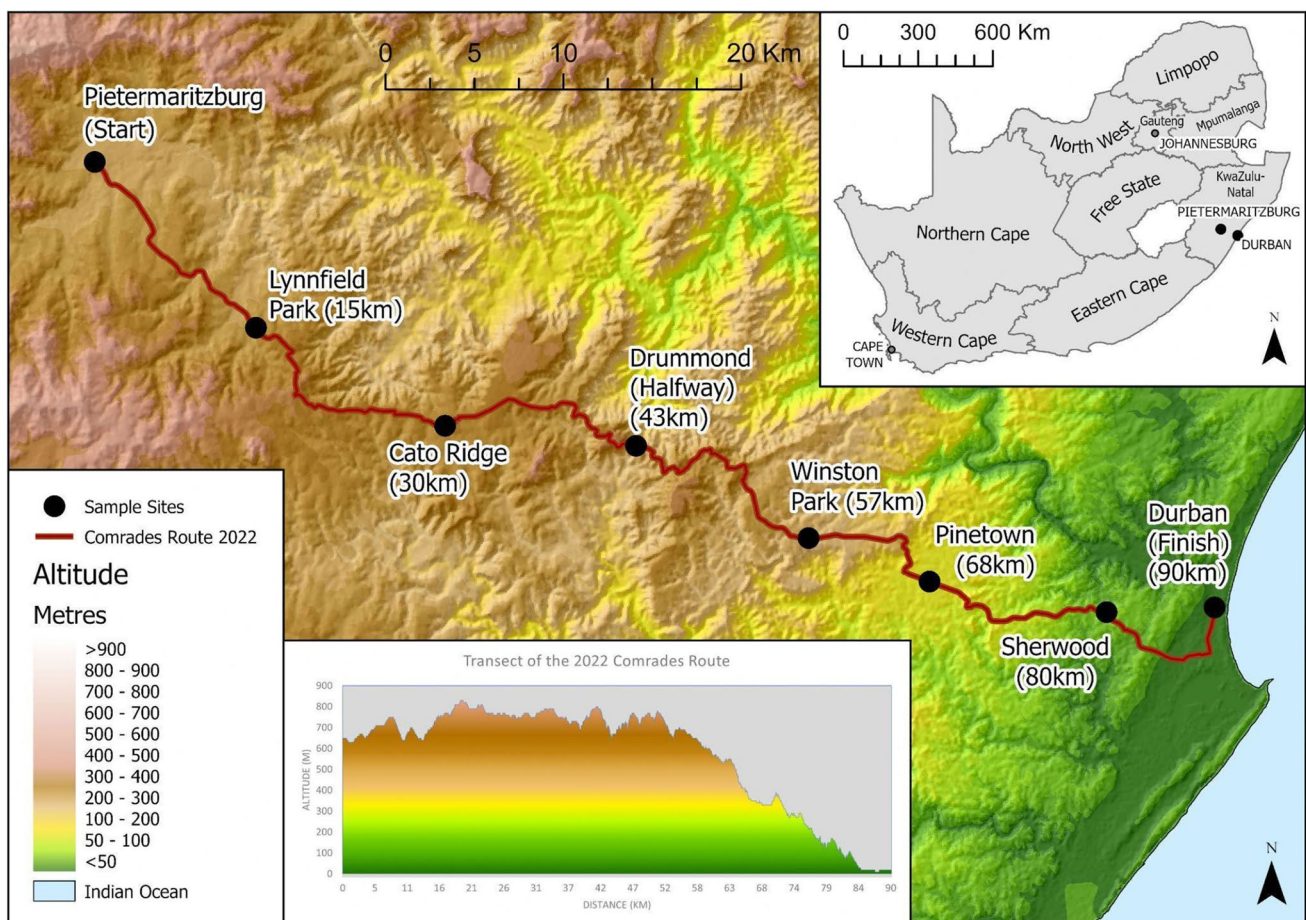 0 5 10 20 Km
Pietermaritzburg
(Start)
Lynnfield
Park (15km)
Cato Ridge
(30km)
Drummond
(Halfway)
(43km)
Winston
Park (57km)
Pinetown
(68km)
Sherwood
(80km)
Durban
(Finish)
(90km)
0 300 600 Km
Limpopo
Mpumalanga
Gauteng
North West
JOHANNESBURG
KwaZulu-
Natal
Free State
PIETERMARITZBURG
DURBAN
Northern Cape
Eastern Cape
Western Cape
CAPE
TOWN
N
Sample Sites
Comrades Route 2022
Altitude
Metres
>900
800 - 900
700 - 800
600 - 700
500 - 600
400 - 500
300 - 400
200 - 300
100 - 200
50 - 100
<50
Indian Ocean
Transect of the 2022 Comrades Route
ALTITUDE (M)
900
800
700
600
500
400
300
200
100
0
0 5 11 16 21 26 31 37 42 47 52 58 63 68 74 79 84 90
DISTANCE (KM)
N